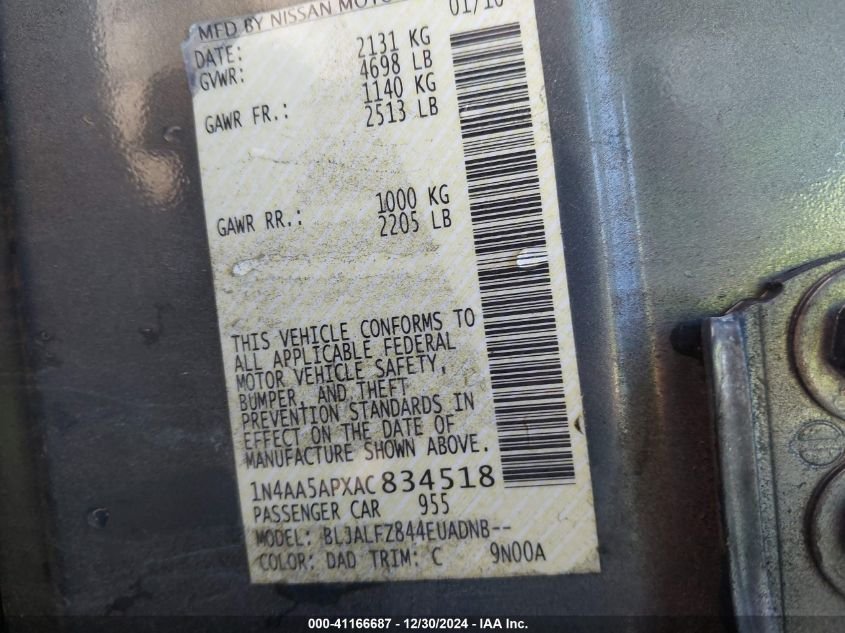 MFD BY NISSAN MOTOR
DATE: 01/10
GVWR: 2131 KG
4698 LB
GAWR FR.: 1140 KG
2513 LB
GAWR RR.: 1000 KG
2205 LB
THIS VEHICLE CONFORMS TO
ALL APPLICABLE FEDERAL
MOTOR VEHICLE SAFETY,
BUMPER, AND THEFT
PREVENTION STANDARDS IN
EFFECT ON THE DATE OF
MANUFACTURE SHOWN ABOVE.
1N4AA5APXAC834518
PASSENGER CAR 955
MODEL: BLJALFZ844EUADNB--
COLOR: DAD TRIM: C 9N00A
000-41166687 - 12/30/2024 - IAA Inc.